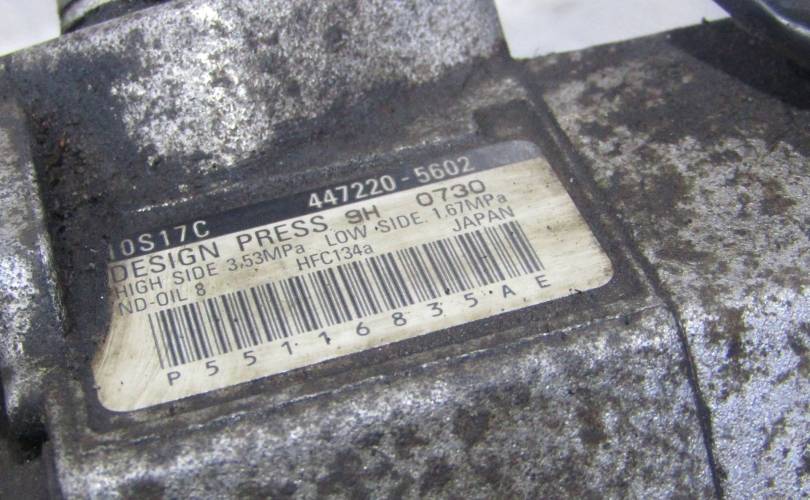 10S17C 447220-5602
DESIGN PRESS 9H 0730
HIGH SIDE 3.53MPa LOW SIDE 1.67MPa
ND-OIL 8 HFC134a JAPAN
P55116835AE